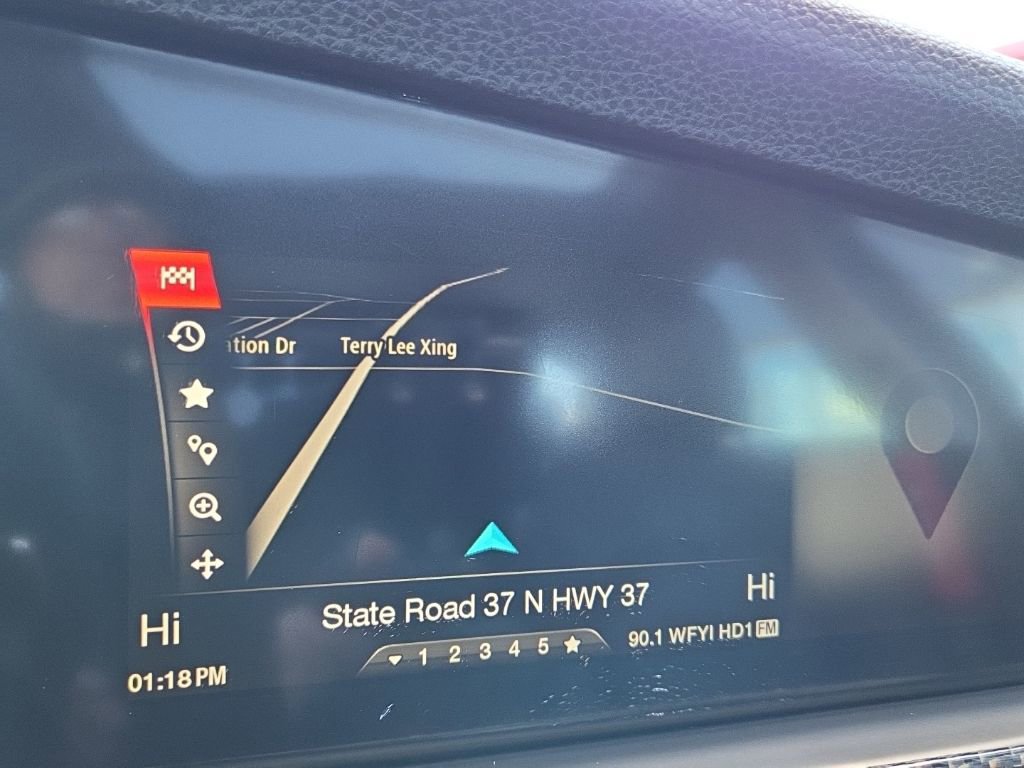 Dr
Terry Lee Xing
State Road 37 N HWY 37
Hi
Hi
1 2 3 4 5
90.1 WFYI HD1 FM
01:18 PM